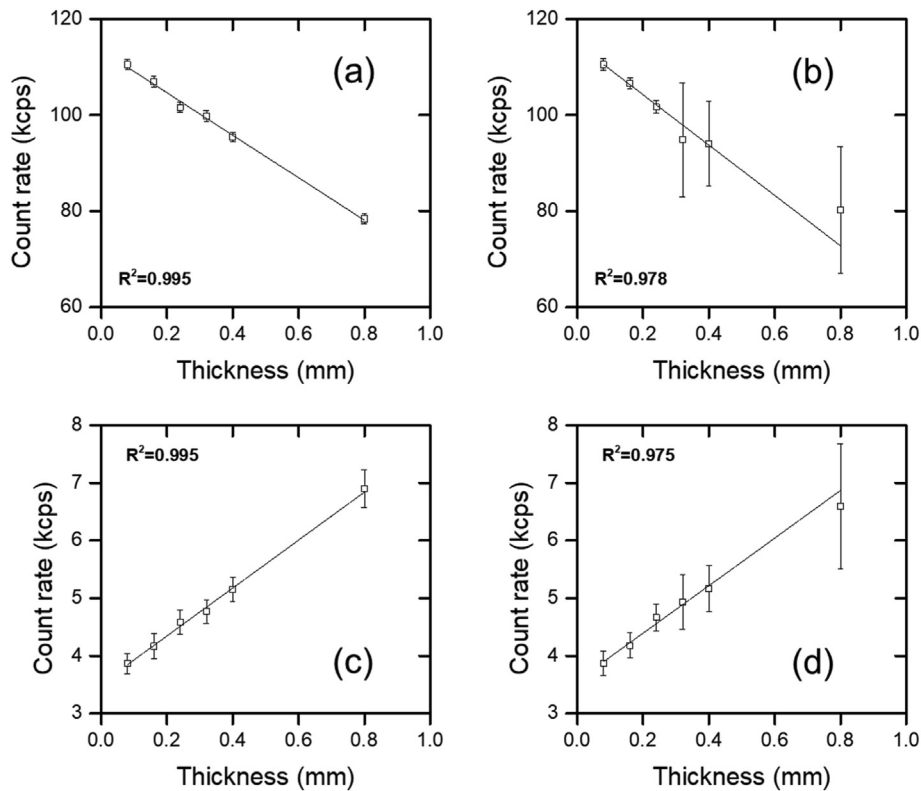 120
100
80
60
Count rate (kcps)
(a)
R²=0.995
0.0 0.2 0.4 0.6 0.8 1.0
Thickness (mm)
120
100
80
60
Count rate (kcps)
(b)
R²=0.978
0.0 0.2 0.4 0.6 0.8 1.0
Thickness (mm)
8
7
6
5
4
3
Count rate (kcps)
R²=0.995
(c)
0.0 0.2 0.4 0.6 0.8 1.0
Thickness (mm)
8
7
6
5
4
3
Count rate (kcps)
R²=0.975
(d)
0.0 0.2 0.4 0.6 0.8 1.0
Thickness (mm)